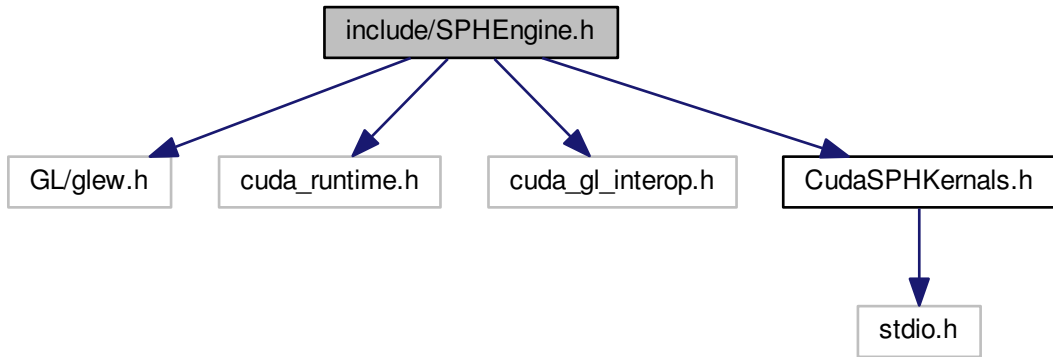 include/SPHEngine.h
GL/glew.h
cuda_runtime.h
cuda_gl_interop.h
CudaSPHKernals.h
stdio.h